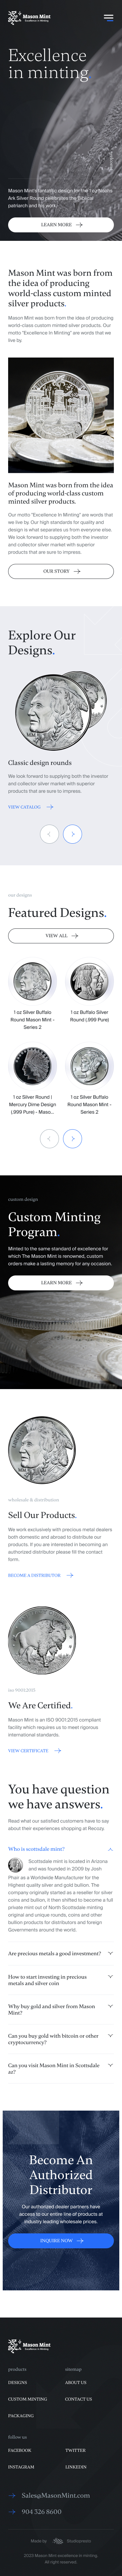 Mason Mint
Excellence in Minting
Excellence
in minting
Mason Mint's intaglio design for the 1oz Noahs
Ark Silver Round celebrates the Biblical
patriarch and his work.
LEARN MORE
Mason Mint was born from
the idea of producing
world-class custom minted
silver products.
Mason Mint was born from the idea of producing
world-class custom minted silver products. Our
motto "Excellence In Minting" are words that we
live by.
Mason Mint was born from the idea
of producing world-class custom
minted silver products.
Our motto "Excellence In Minting" are words that
we live by. Our high standards for quality and
design is what separates us from everyone else.
We look forward to supplying both the investor
and collector silver market with superior
products that are sure to impress.
OUR STORY
Explore Our
Designs.
LIBERTY
MM
Classic design rounds
We look forward to supplying both the investor
and collector silver market with superior
products that are sure to impress.
VIEW CATALOG
our designs
Featured Designs.
VIEW ALL
1 oz Silver Buffalo
Round Mason Mint -
Series 2
1 oz Buffalo Silver
Round (.999 Pure)
1 oz Silver Round |
Mercury Dime Design
(.999 Pure) - Maso...
1 oz Silver Buffalo
Round Mason Mint -
Series 2
custom design
Custom Minting
Program.
Minted to the same standard of excellence for
which The Mason Mint is renowned, custom
orders makes a Lasting memory for any occasion.
LEARN MORE
LIBERTY
wholesale & distribution
Sell Our Products.
We work exclusively with precious metal dealers
both domestic and abroad to distribute our
products. If you are interested in becoming an
authorized distributor please fill the contact
form.
BECOME A DISTRIBUTOR
iso 9001:2015
We Are Certified.
Mason Mint is an ISO 9001:2015 compliant
facility which requires us to meet rigorous
international standards.
VIEW CERTIFICATE
You have question
we have answers.
Read what our satisfied customers have to say
about their experiences shopping at Reccey
Who is scottsdale mint?
Scottsdale mint is located in Arizona
and was founded in 2008 by Josh
Phair as a Worldwide Manufacturer for the
highest quality silver and gold bullion. The
company originally started as a reseller for silver
and bullion. It then shifted to become a full
private mint out of North Scottsdale making
original and unique rounds, coins and other
bullion products for distributors and foreign
Governments around the world.
Are precious metals a good investment?
How to start investing in precious
metals and silver coin
Why buy gold and silver from Mason
Mint?
Can you buy gold with bitcoin or other
cryptocurrency?
Can you visit Mason Mint in Scottsdale
az?
Become An
Authorized
Distributor
Our authorized dealer partners have
access to our entire line of products at
industry leading wholesale prices.
INQUIRE NOW
Mason Mint
Excellence in Minting
products
sitemap
DESIGNS
ABOUT US
CUSTOM MINTING
CONTACT US
PACKAGING
follow us
FACEBOOK
TWITTER
INSTAGRAM
LINKEDIN
Sales@MasonMint.com
904 326 8600
Made by
2023 Mason Mint excellence in minting.
All right reserved.